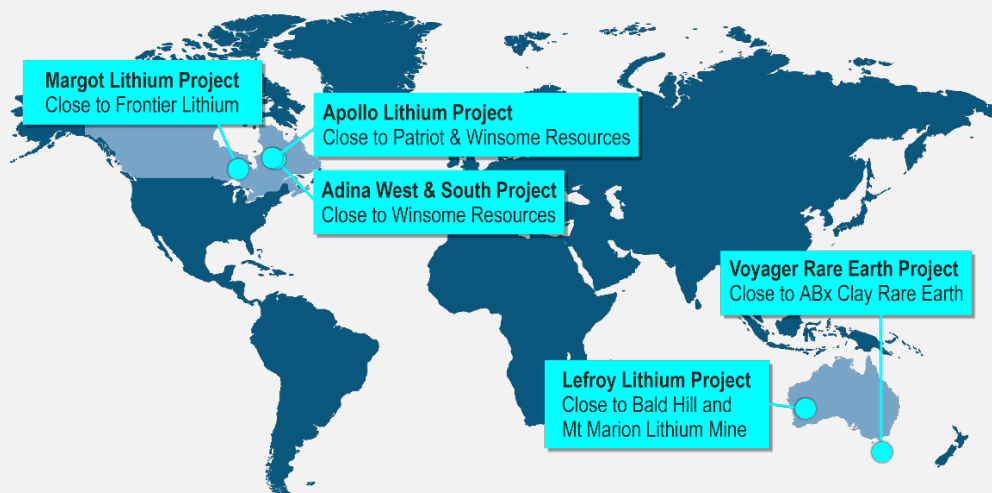 Margot Lithium Project
Close to Frontier Lithium
Apollo Lithium Project
Close to Patriot & Winsome Resources
Adina West & South Project
Close to Winsome Resources
Voyager Rare Earth Project
Close to ABx Clay Rare Earth
Lefroy Lithium Project
Close to Bald Hill and
Mt Marion Lithium Mine